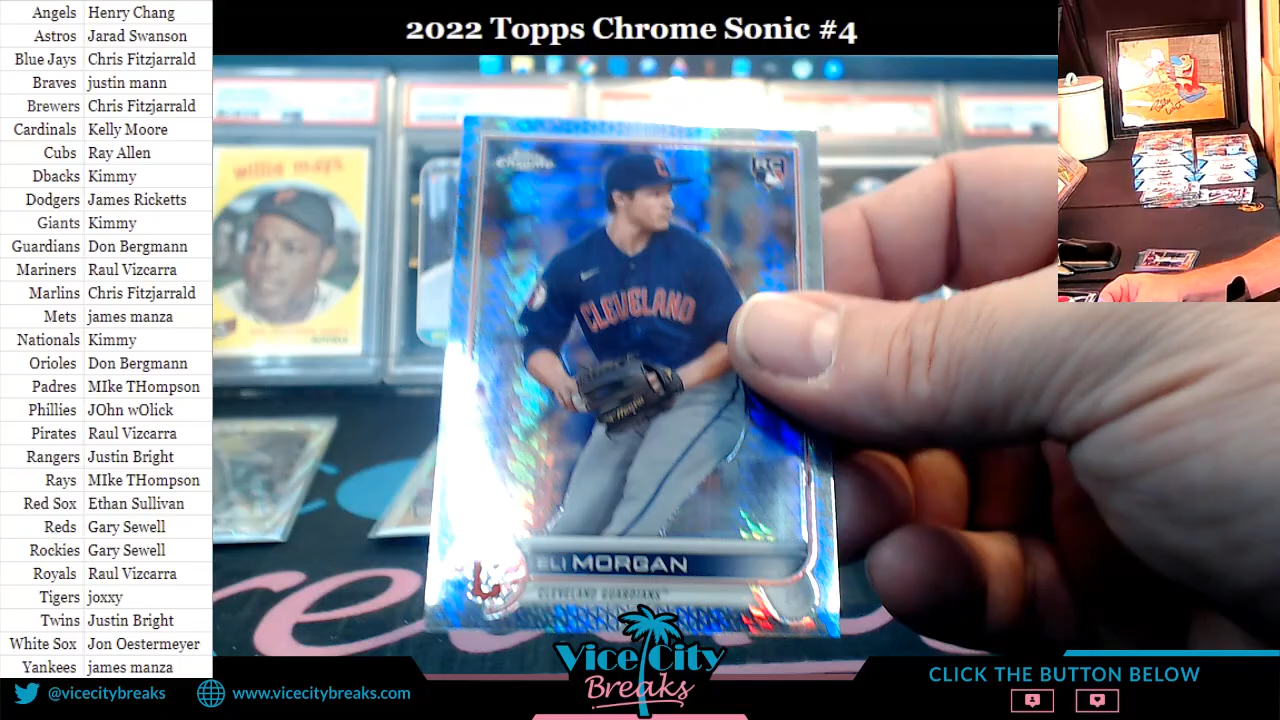 2022 Topps Chrome Sonic #4
Angels Henry Chang
Astros Jarad Swanson
Blue Jays Chris Fitzjarrald
Braves justin mann
Brewers Chris Fitzjarrald
Cardinals Kelly Moore
Cubs Ray Allen
Dbacks Kimmy
Dodgers James Ricketts
Giants Kimmy
Guardians Don Bergmann
Mariners Raul Vizcarra
Marlins Chris Fitzjarrald
Mets james manza
Nationals Kimmy
Orioles Don Bergmann
Padres MIke THompson
Phillies JOhn wOlick
Pirates Raul Vizcarra
Rangers Justin Bright
Rays MIke THompson
Red Sox Ethan Sullivan
Reds Gary Sewell
Rockies Gary Sewell
Royals Raul Vizcarra
Tigers joxxy
Twins Justin Bright
White Sox Jon Oestermeyer
Yankees james manza
willie mays
Chrome
RC
CLEVELAND
ELI MORGAN
CLEVELAND GUARDIANS™
Vice City
Breaks
@vicecitybreaks
www.vicecitybreaks.com
CLICK THE BUTTON BELOW